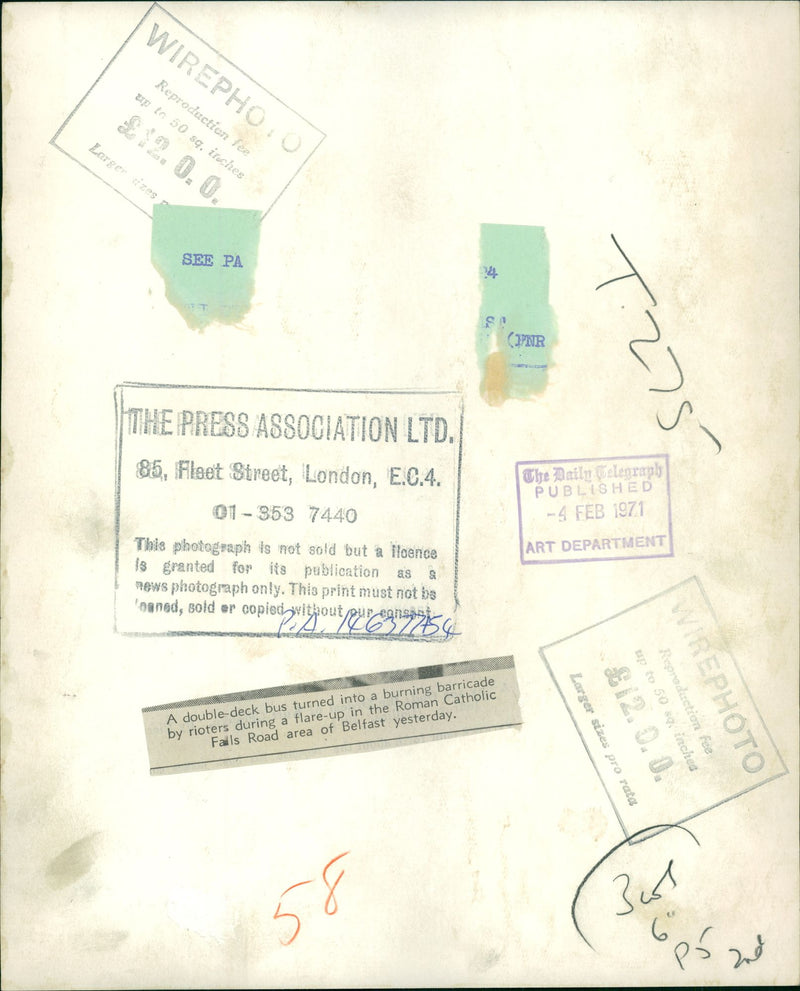 WIREPHOTO
Reproduction fee
up to 50 sq. inches
£12.0.0.
Larger sizes
SEE PA
(FNR
THE PRESS ASSOCIATION LTD.
85, Fleet Street, London, E.C.4.
01-353 7440
This photograph is not sold but a licence
is granted for its publication as a
news photograph only. This print must not be
loaned, sold or copied without our consent.
The Daily Telegraph
PUBLISHED
-4 FEB 1971
ART DEPARTMENT
A double-deck bus turned into a burning barricade
by rioters during a flare-up in the Roman Catholic
Falls Road area of Belfast yesterday.
WIREPHOTO
Reproduction fee
up to 50 sq. inches
£12.0.0.
Larger sizes pro rata
58
6"
P5 2nd